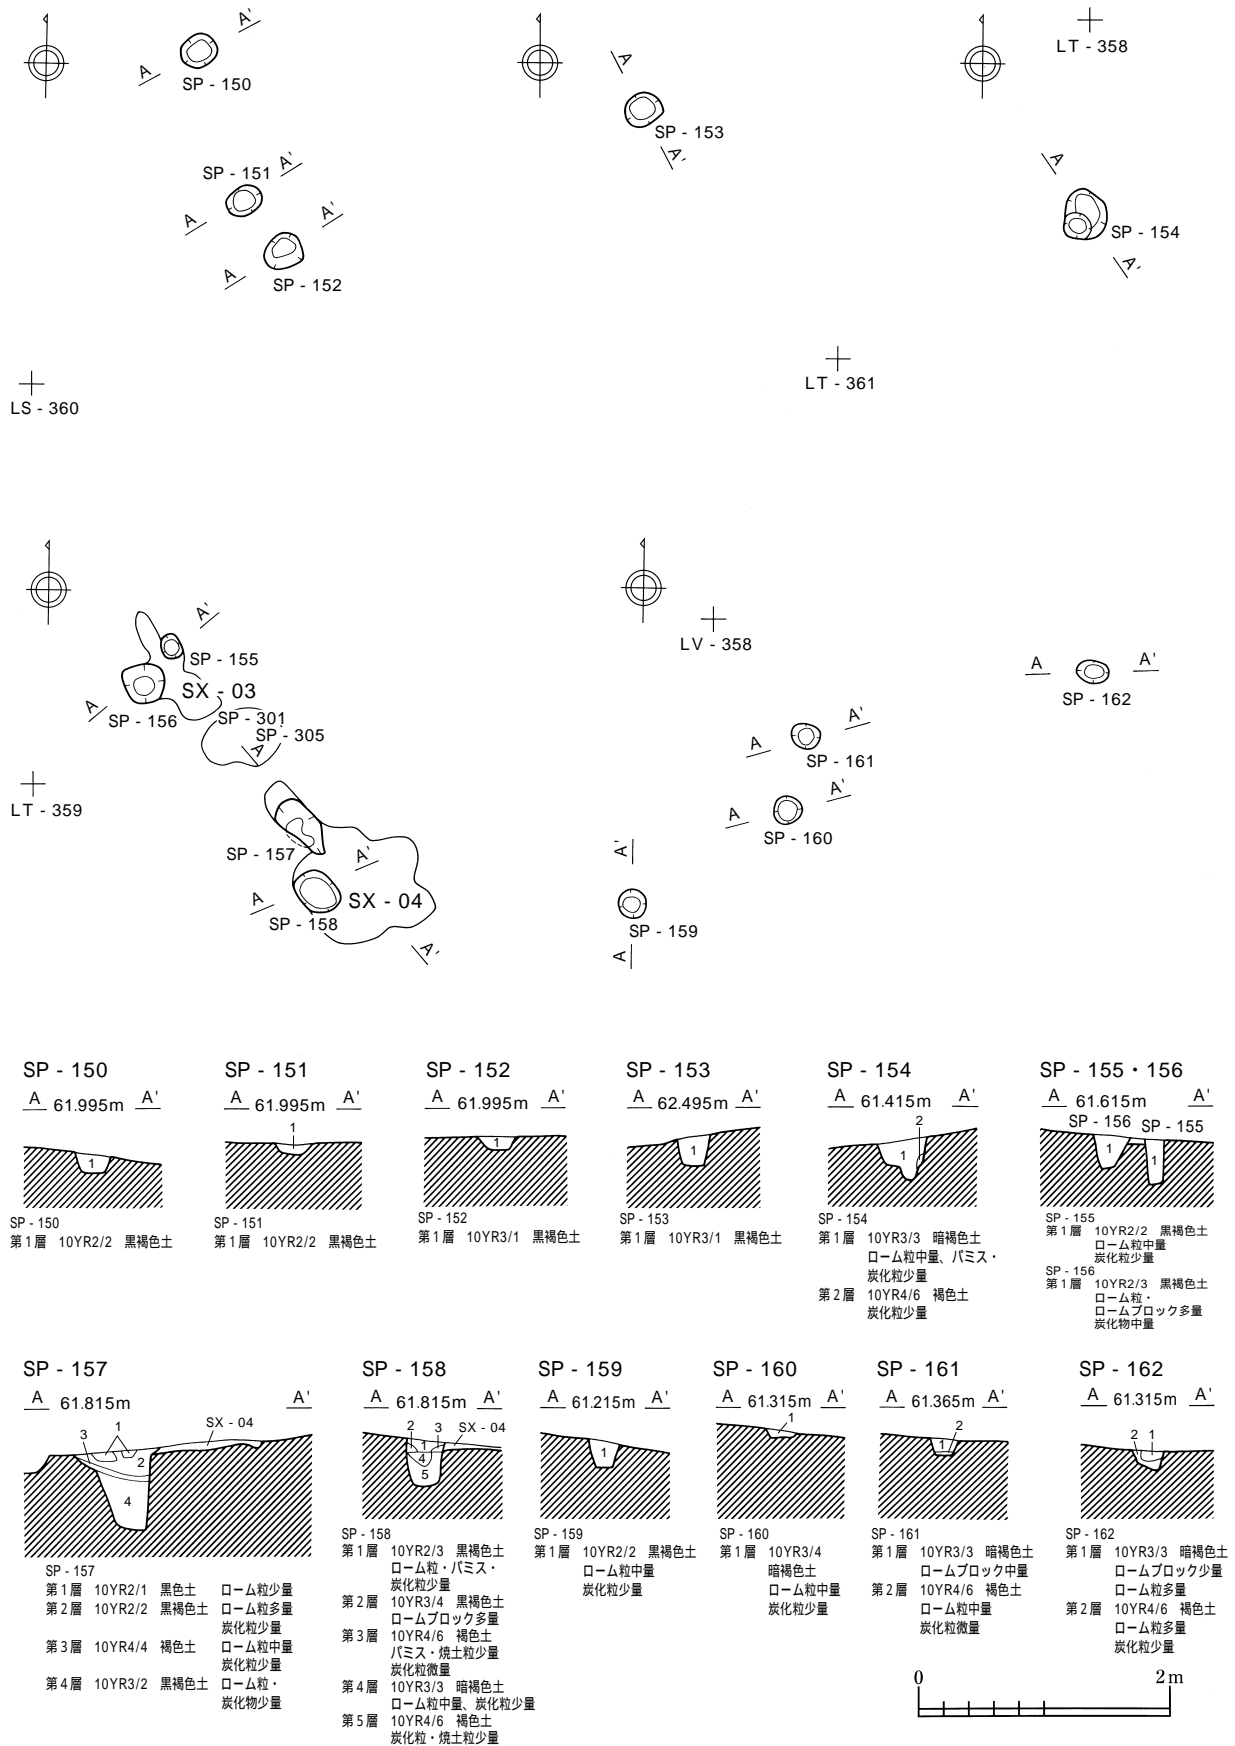 A'
A
SP - 150
SP - 151
A'
A
A'
A
SP - 152
A
SP - 153
A'
LT - 358
A
SP - 154
A'
LS - 360
LT - 361
A'
SP - 155
SX - 03
A
SP - 156
SP - 301
SP - 305
A
LT - 359
SP - 157
A'
A
SX - 04
SP - 158
A'
LV - 358
A A'
SP - 162
A'
A
SP - 161
A'
A
SP - 160
A'
SP - 159
A
SP - 150
A 61.995m A'
1
SP - 150
第1層 10YR2/2 黒褐色土
SP - 151
A 61.995m A'
1
SP - 151
第1層 10YR2/2 黒褐色土
SP - 152
A 61.995m A'
1
SP - 152
第1層 10YR3/1 黒褐色土
SP - 153
A 62.495m A'
1
SP - 153
第1層 10YR3/1 黒褐色土
SP - 154
A 61.415m A'
2
1
SP - 154
第1層 10YR3/3 暗褐色土
ローム粒中量、パミス・
炭化粒少量
第2層 10YR4/6 褐色土
炭化粒少量
SP - 155・156
A 61.615m A'
SP - 156 SP - 155
1 1
SP - 155
第1層 10YR2/2 黒褐色土
ローム粒中量
炭化粒少量
SP - 156
第1層 10YR2/3 黒褐色土
ローム粒・
ロームブロック多量
炭化物中量
SP - 157
A 61.815m A'
1 SX - 04
3
2
4
SP - 157
第1層 10YR2/1 黒色土 ローム粒少量
第2層 10YR2/2 黒褐色土 ローム粒多量
炭化粒少量
第3層 10YR4/4 褐色土 ローム粒中量
炭化粒少量
第4層 10YR3/2 黒褐色土 ローム粒・
炭化物少量
SP - 158
A 61.815m A'
2 3 SX - 04
1
4
5
SP - 158
第1層 10YR2/3 黒褐色土
ローム粒・パミス・
炭化粒少量
第2層 10YR3/4 黒褐色土
ロームブロック多量
第3層 10YR4/6 褐色土
パミス・焼土粒少量
炭化粒微量
第4層 10YR3/3 暗褐色土
ローム粒中量、炭化粒少量
第5層 10YR4/6 褐色土
炭化粒・焼土粒少量
SP - 159
A 61.215m A'
1
SP - 159
第1層 10YR2/2 黒褐色土
ローム粒中量
炭化粒少量
SP - 160
A 61.315m A'
1
SP - 160
第1層 10YR3/4
暗褐色土
ローム粒中量
炭化粒少量
SP - 161
A 61.365m A'
2
1
SP - 161
第1層 10YR3/3 暗褐色土
ロームブロック中量
第2層 10YR4/6 褐色土
ローム粒中量
炭化粒微量
SP - 162
A 61.315m A'
2 1
SP - 162
第1層 10YR3/3 暗褐色土
ロームブロック少量
ローム粒多量
第2層 10YR4/6 褐色土
ローム粒多量
炭化粒少量
0 2m